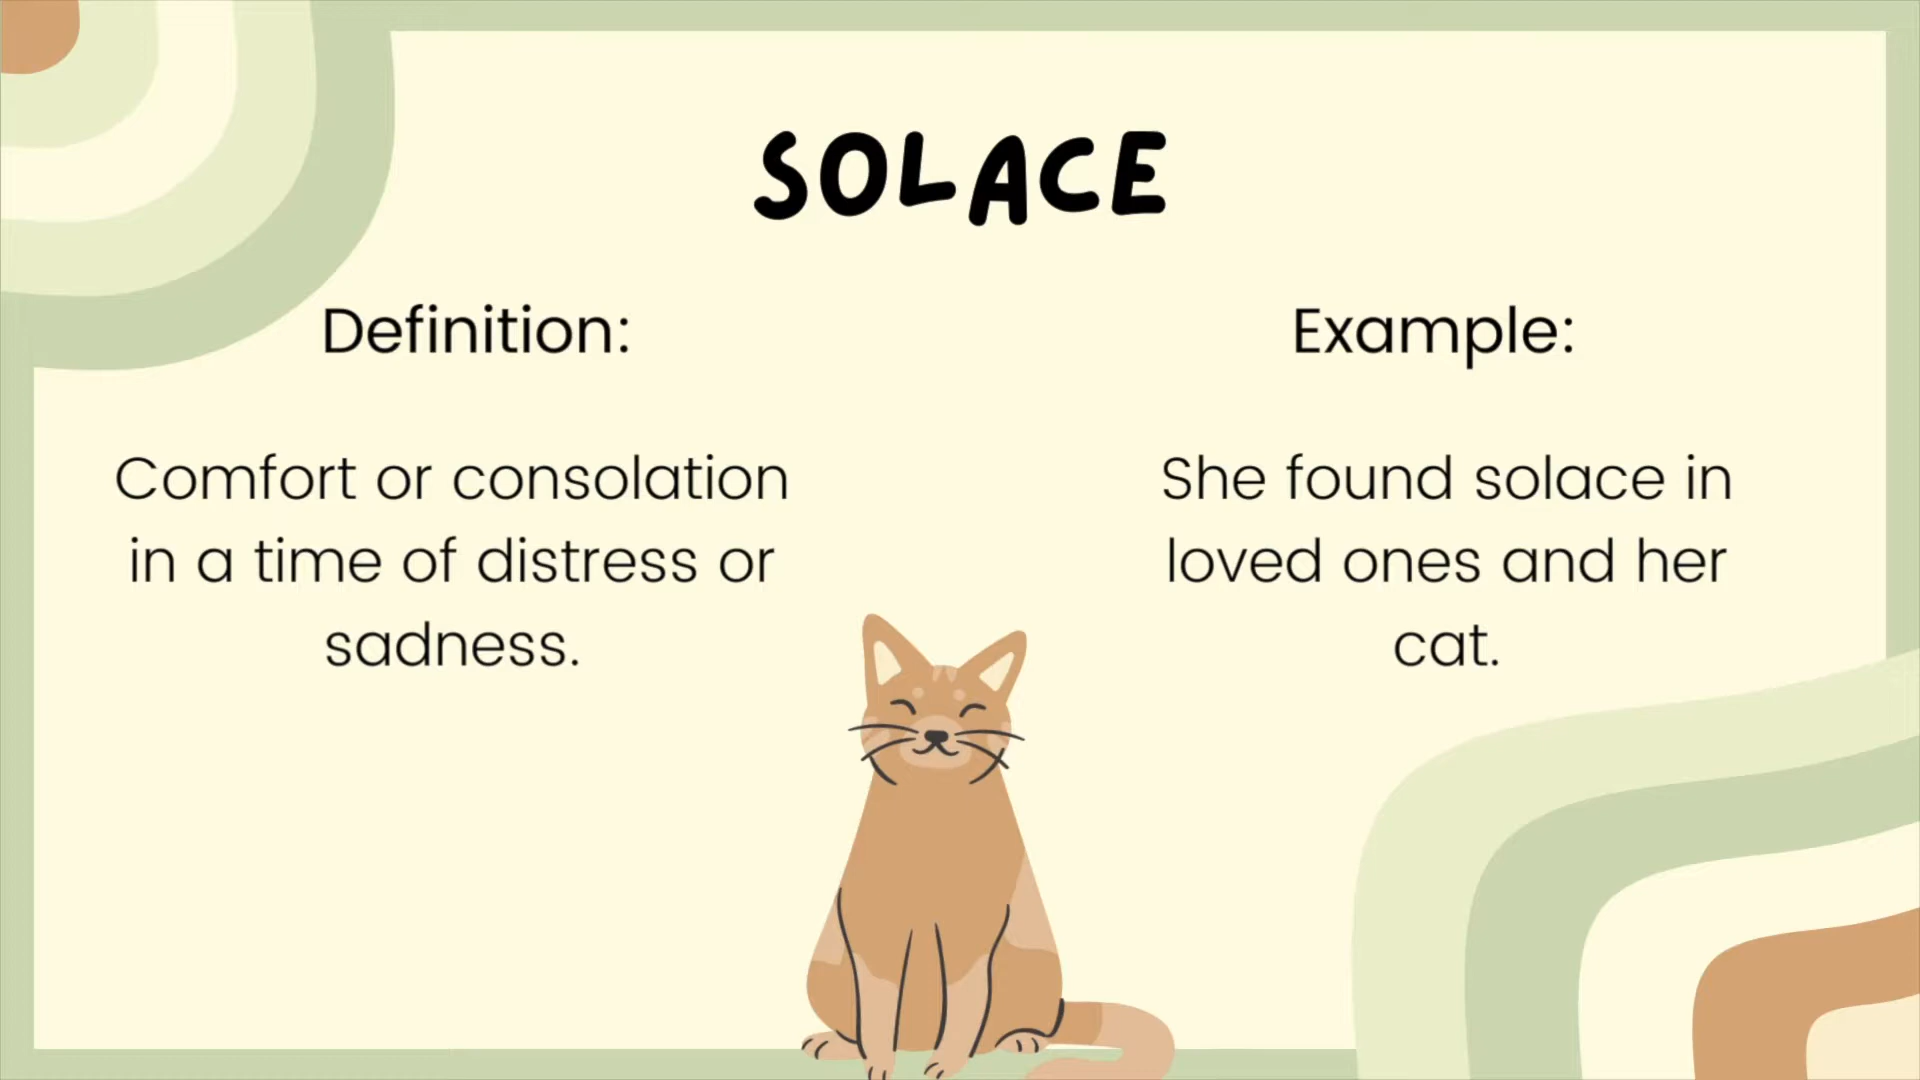 SOLACE
Definition:
Comfort or consolation
in a time of distress or
sadness.
Example:
She found solace in
loved ones and her
cat.